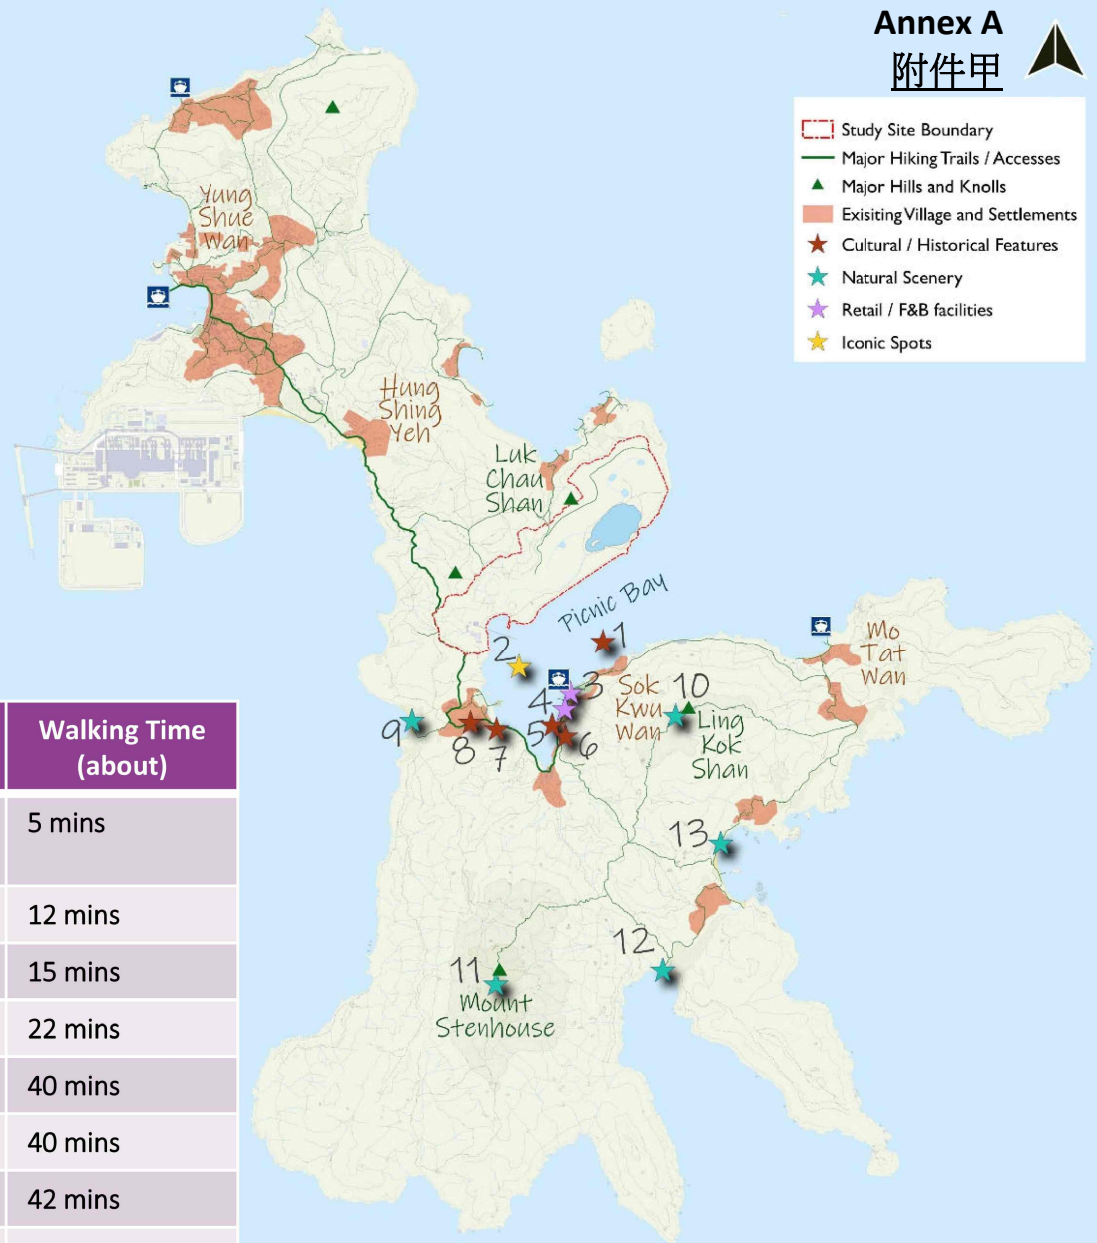 Annex A
附件甲
Study Site Boundary
Major Hiking Trails / Accesses
Major Hills and Knolls
Exisiting Village and Settlements
Cultural / Historical Features
Natural Scenery
Retail / F&B facilities
Iconic Spots
Yung
Shue
Wan
Hung
Shing
Yeh
Luk
Chau
Shan
Picnic Bay
1
2
3
4
5
6
7
8
9
Sok
Kwu
Wan
10
Ling
Kok
Shan
Mo
Tat
Wan
13
12
11
Mount
Stenhouse
Walking Time
(about)
5 mins
12 mins
15 mins
22 mins
40 mins
40 mins
42 mins